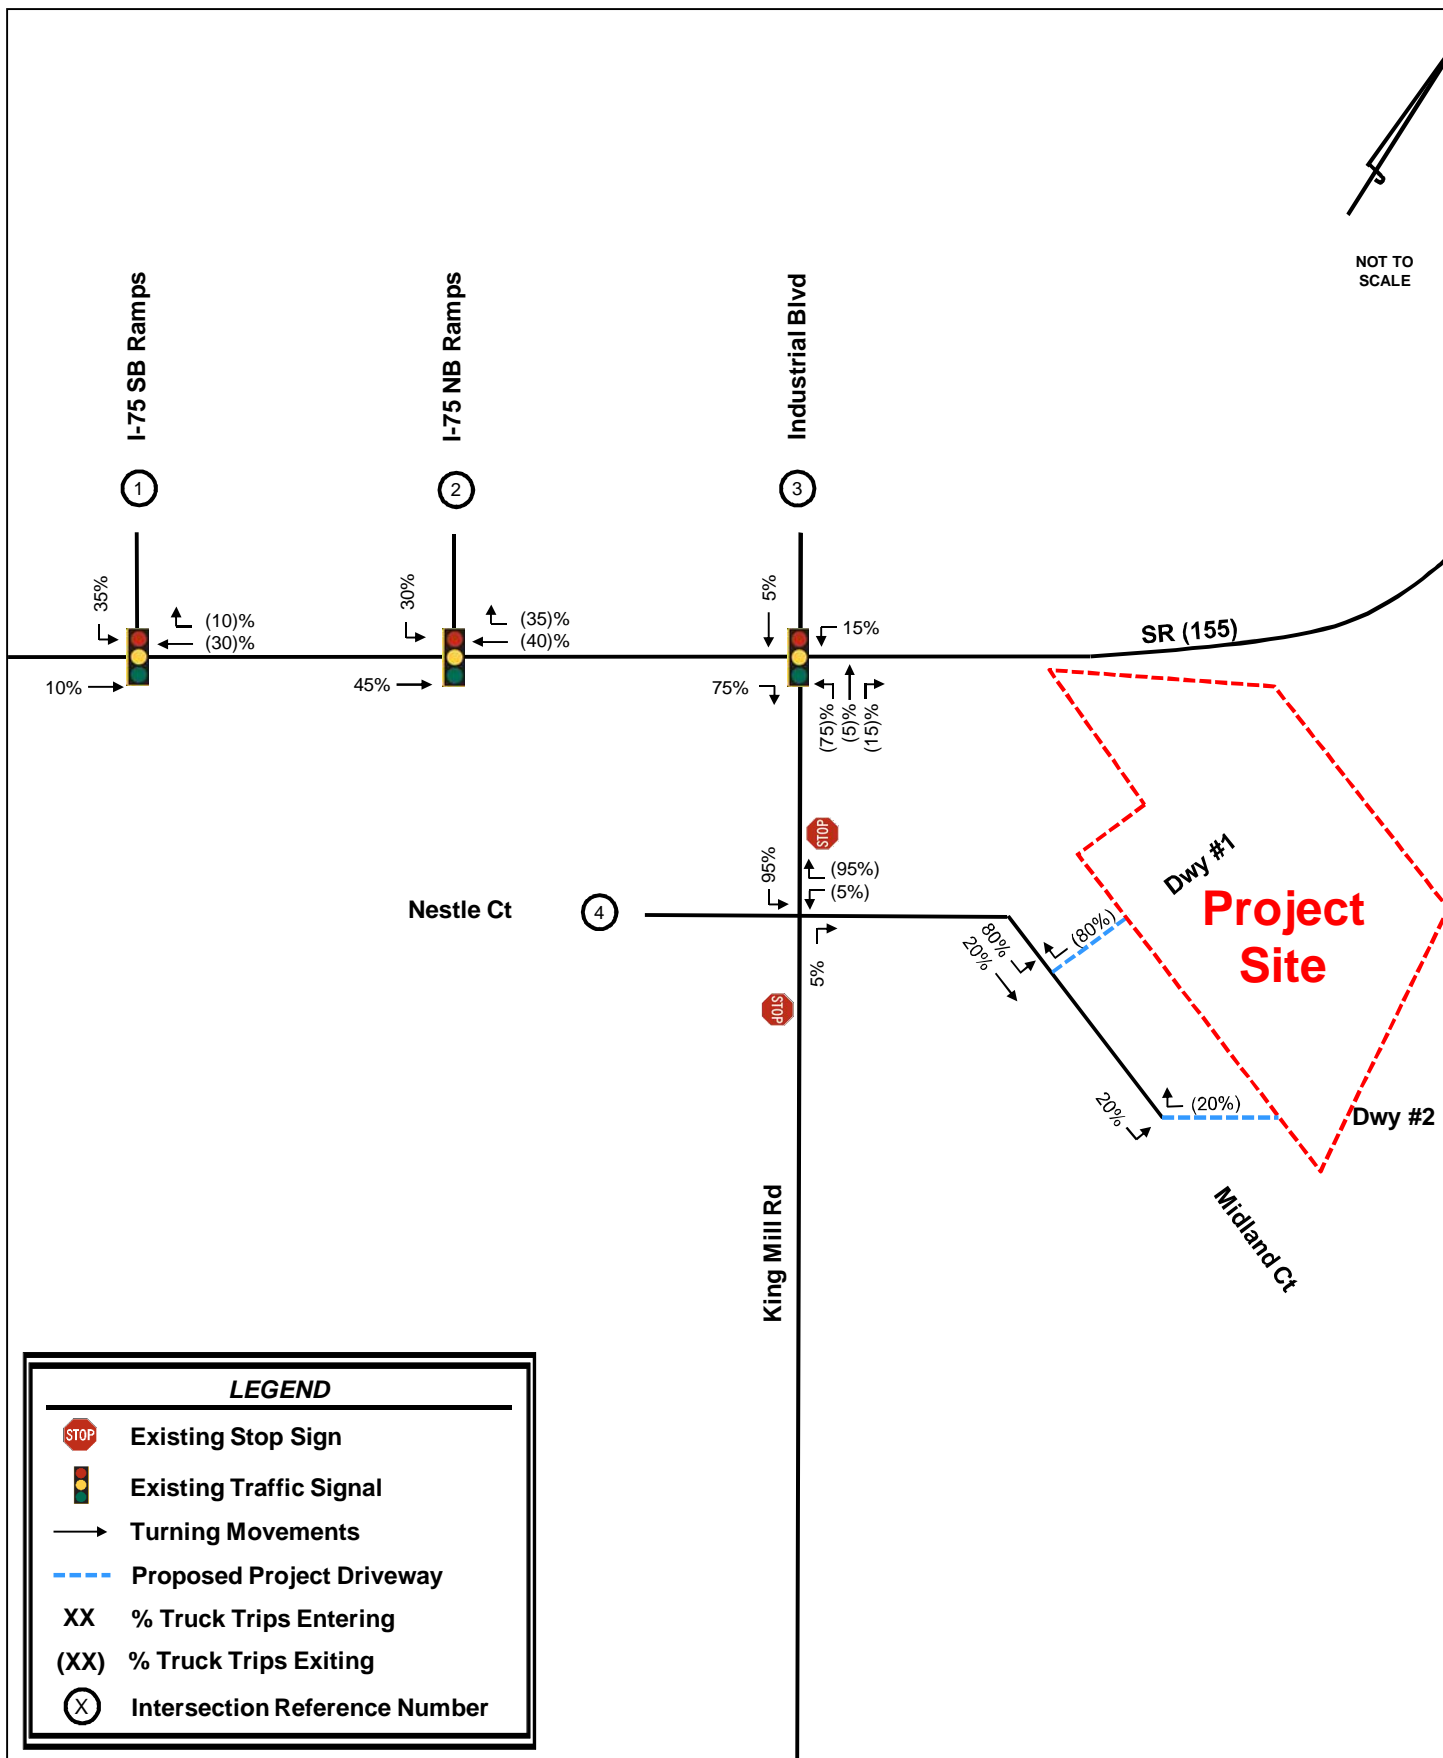 NOT TO
SCALE
I-75 SB Ramps
I-75 NB Ramps
Industrial Blvd
1
2
3
35%
(10)%
(30)%
10%
30%
(35)%
(40)%
45%
5%
15%
75%
(75)%
(5)%
(15)%
SR (155)
STOP
95%
(95%)
(5%)
Nestle Ct
4
5%
STOP
80%
20%
(80%)
Dwy #1
Project
Site
20%
(20%)
Dwy #2
Midland Ct
King Mill Rd
LEGEND
STOP Existing Stop Sign
Existing Traffic Signal
Turning Movements
Proposed Project Driveway
XX % Truck Trips Entering
(XX) % Truck Trips Exiting
X Intersection Reference Number